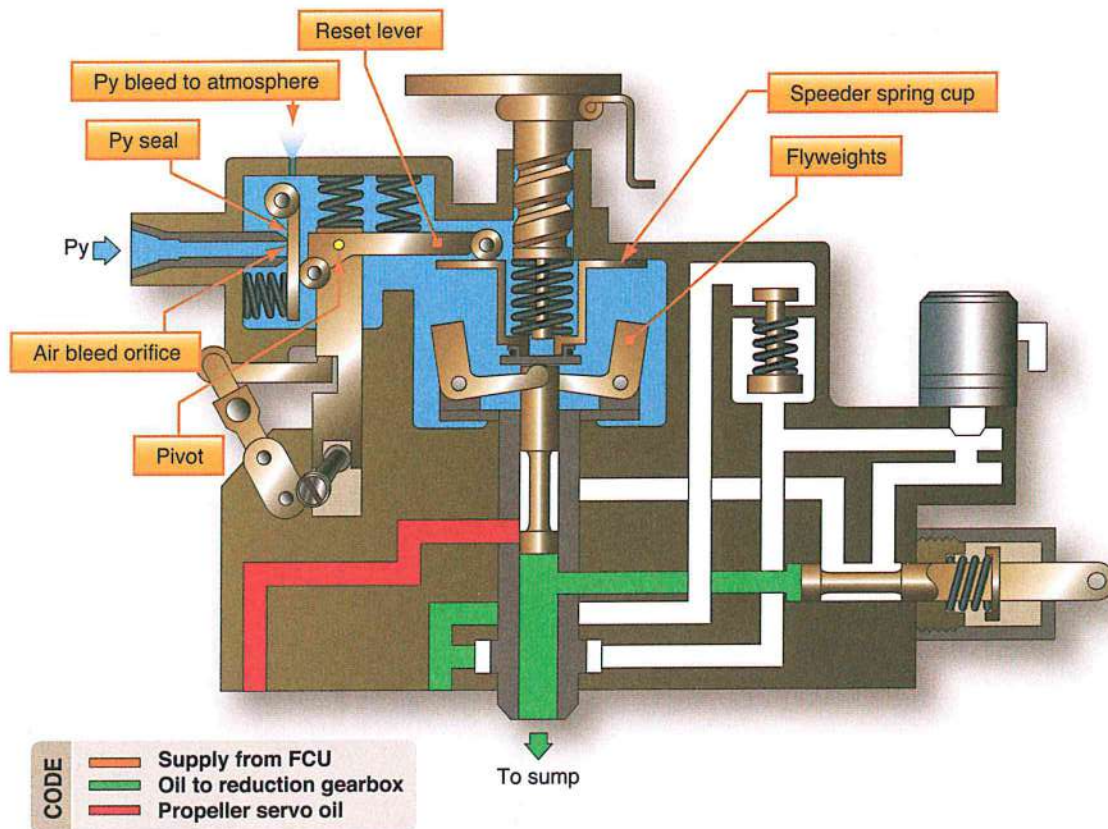 Reset lever
Py bleed to atmosphere
Speeder spring cup
Py seal
Flyweights
Py
Air bleed orifice
Pivot
To sump
CODE
Supply from FCU
Oil to reduction gearbox
Propeller servo oil